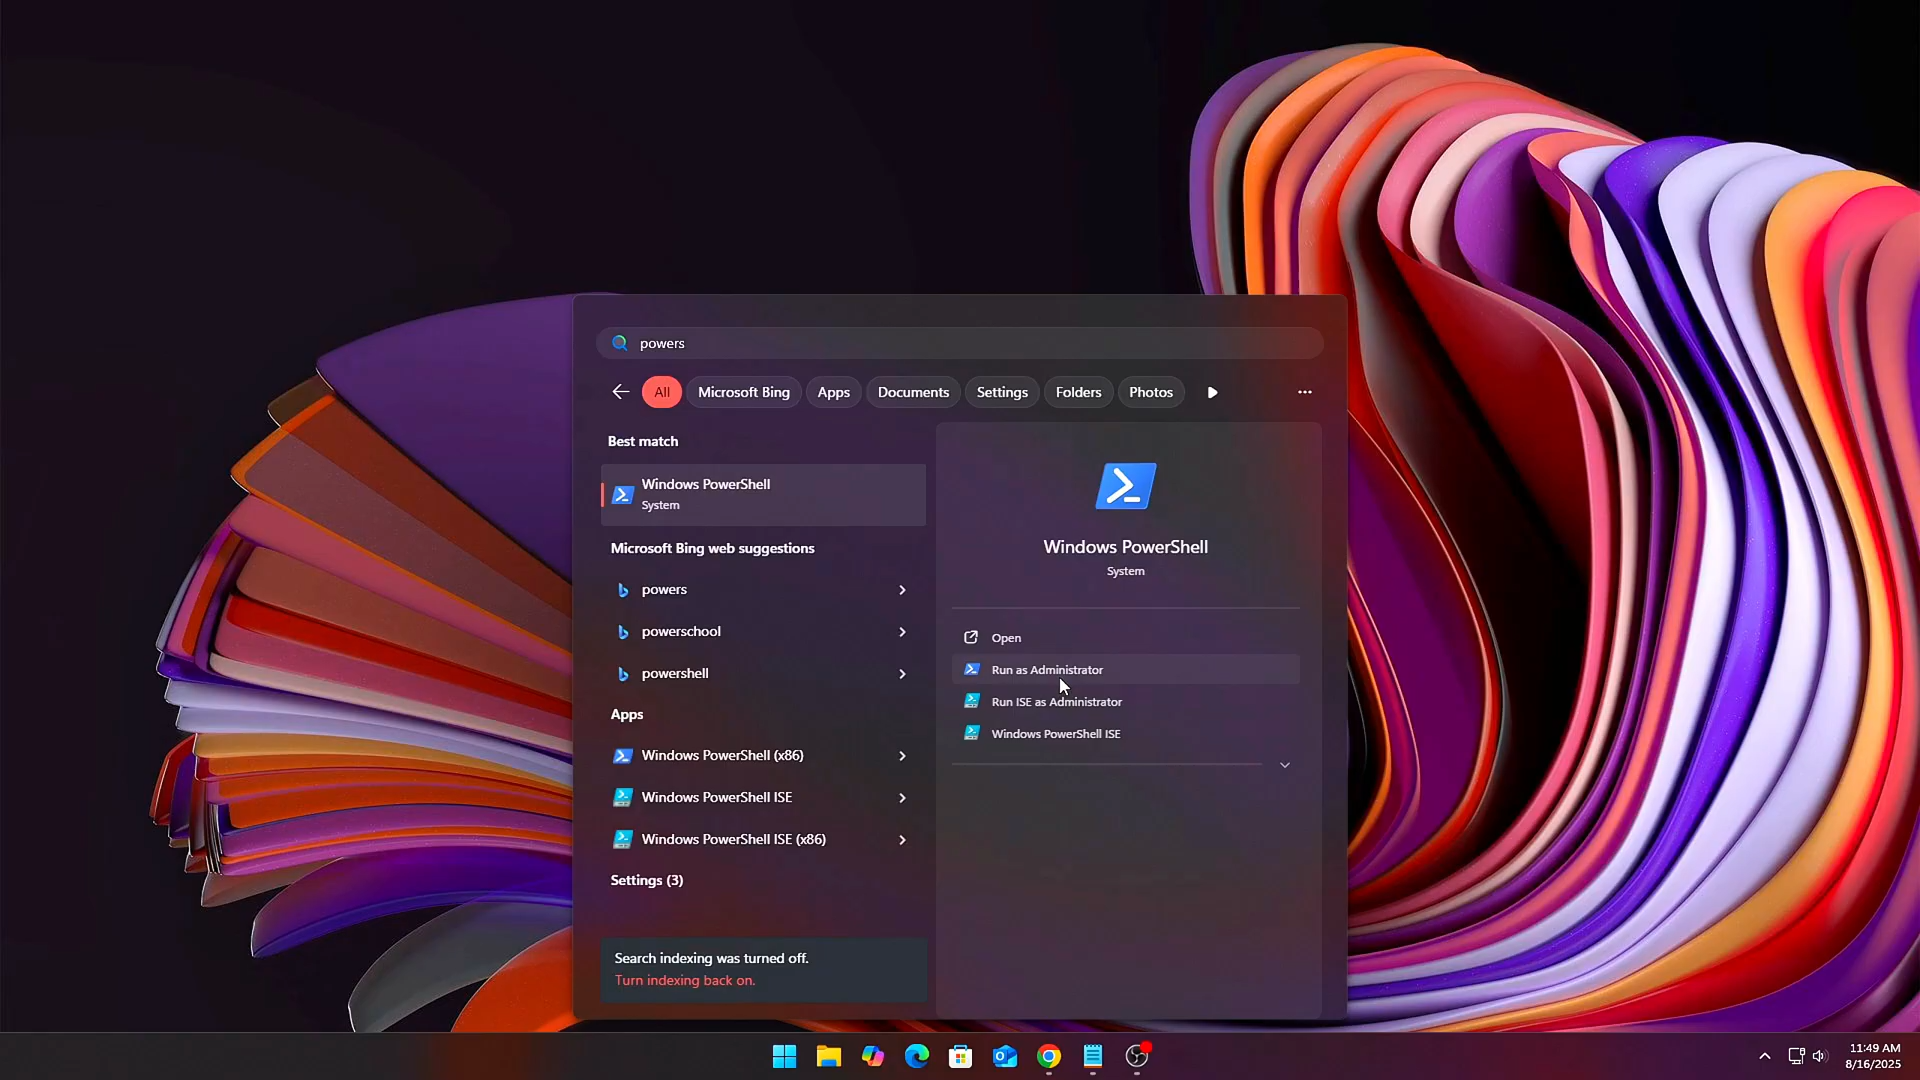 powers
All
Microsoft Bing
Apps
Documents
Settings
Folders
Photos
Best match
Windows PowerShell
System
Microsoft Bing web suggestions
powers
powerschool
powershell
Apps
Windows PowerShell (x86)
Windows PowerShell ISE
Windows PowerShell ISE (x86)
Settings (3)
Search indexing was turned off.
Turn indexing back on.
Windows PowerShell
System
Open
Run as Administrator
Run ISE as Administrator
Windows PowerShell ISE
11:49 AM
8/16/2025